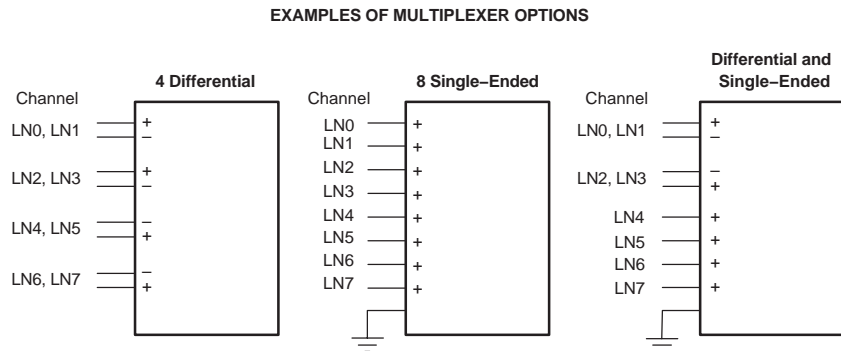 EXAMPLES OF MULTIPLEXER OPTIONS
4 Differential
Channel
LN0, LN1
+
–
LN2, LN3
+
–
LN4, LN5
–
+
LN6, LN7
–
+
8 Single–Ended
Channel
LN0
+
LN1
+
LN2
+
LN3
+
LN4
+
LN5
+
LN6
+
LN7
+
Differential and
Single–Ended
Channel
LN0, LN1
+
–
LN2, LN3
–
+
LN4
+
LN5
+
LN6
+
LN7
+